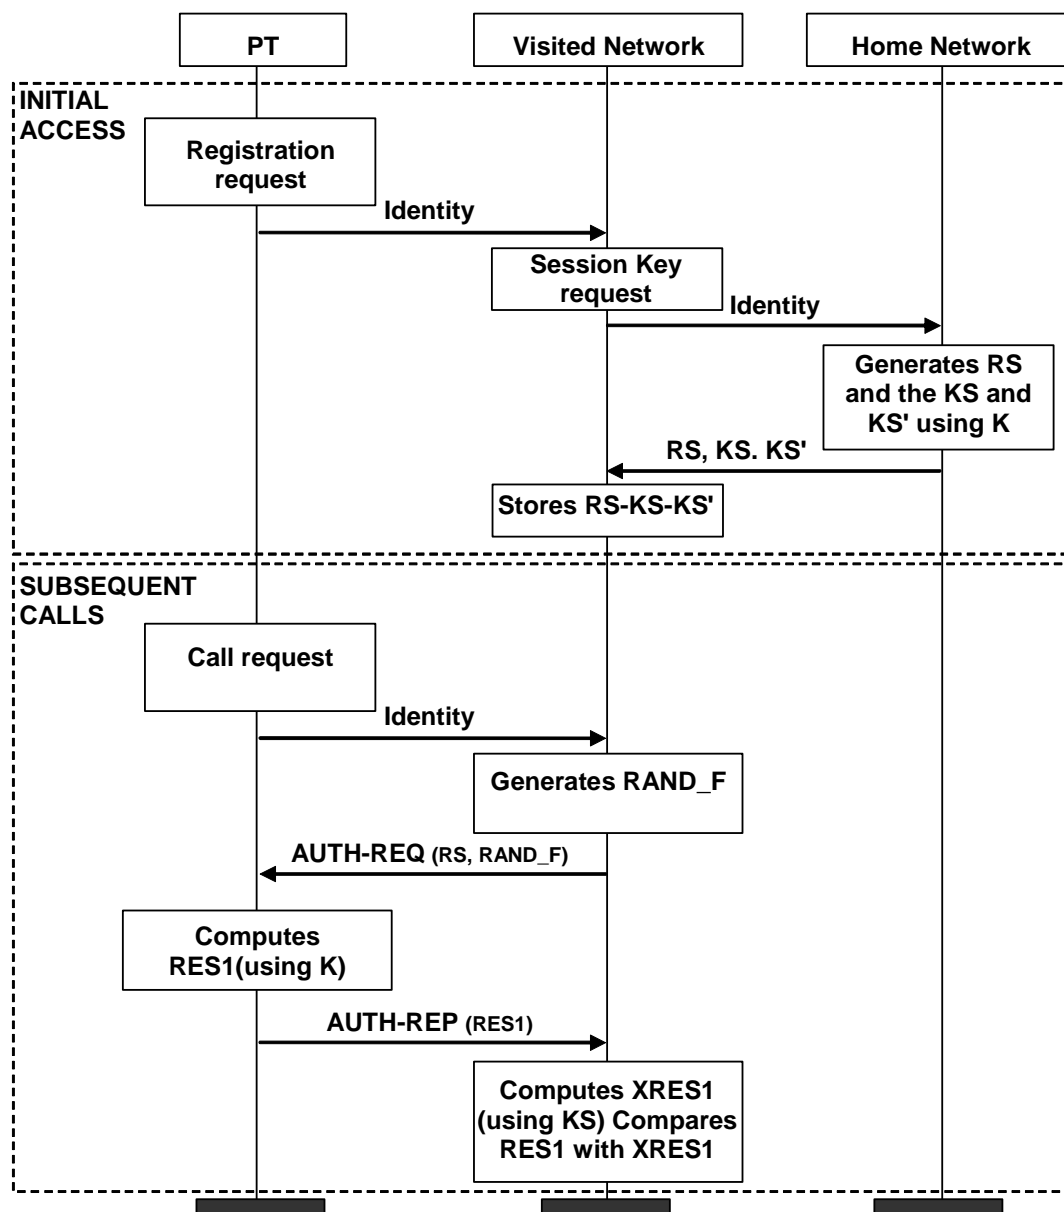 PT
Visited Network
Home Network
INITIAL
ACCESS
Registration
request
Identity
Session Key
request
Identity
Generates RS
and the KS and
KS' using K
RS, KS. KS'
Stores RS-KS-KS'
SUBSEQUENT
CALLS
Call request
Identity
Generates RAND_F
AUTH-REQ (RS, RAND_F)
Computes
RES1(using K)
AUTH-REP (RES1)
Computes XRES1
(using KS) Compares
RES1 with XRES1